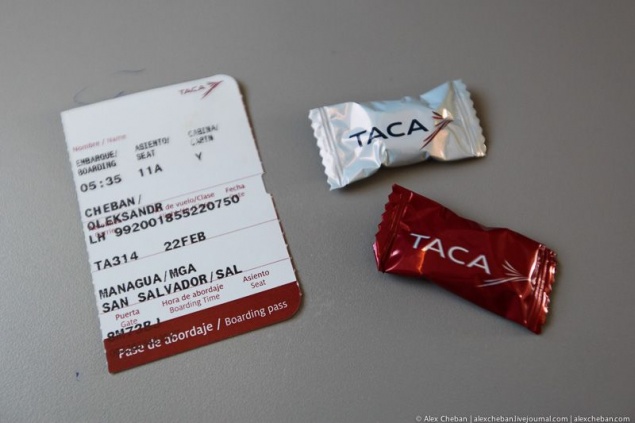 TACA
Nombre / Name
EMBARQUE/ ASIENTO/ CABINA/
BOARDING SEAT CABIN
05:35 11A Y
CHEBAN/
OLEKSANDR
de vuelo/Clase Fecha
LH 992001855220750
TA314 22FEB
MANAGUA/MGA
SAN SALVADOR/SAL
Puerta Hora de abordaje Asiento
Gate Boarding Time Seat
Pase de abordaje / Boarding pass
TACA
TACA
© Alex Cheban | alexcheban.livejournal.com | alexcheban.com